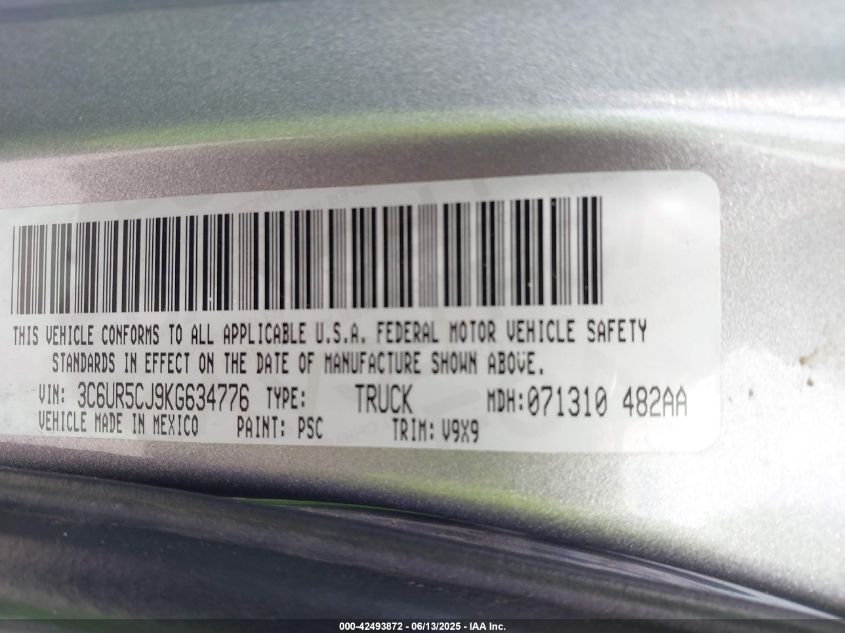 THIS VEHICLE CONFORMS TO ALL APPLICABLE U.S.A. FEDERAL MOTOR VEHICLE SAFETY
STANDARDS IN EFFECT ON THE DATE OF MANUFACTURE SHOWN ABOVE.
VIN: 3C6UR5CJ9KG634776 TYPE: TRUCK MDH:071310 482AA
VEHICLE MADE IN MEXICO PAINT: PSC TRIM: V9X9
000-42493872 - 06/13/2025 - IAA Inc.